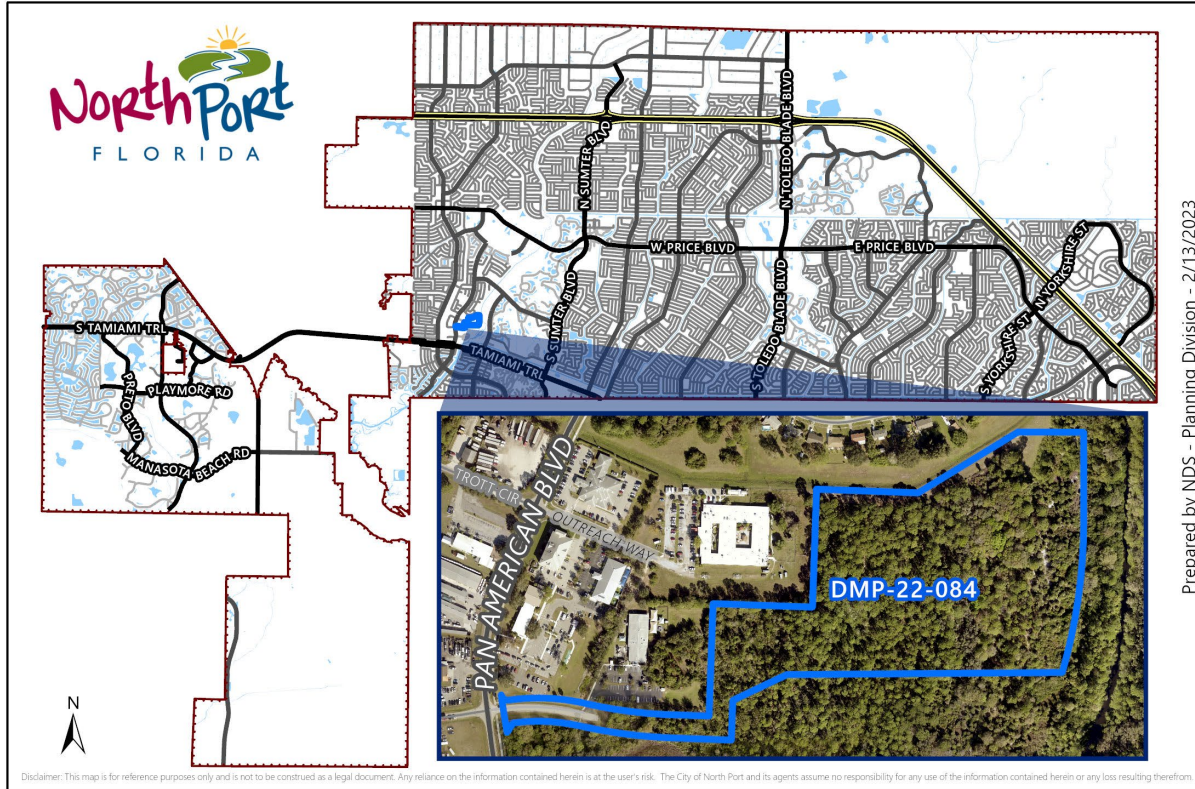 North Port
FLORIDA
N SUMTER BLVD
N TOLEDO BLADE BLVD
W PRICE BLVD
E PRICE BLVD
N YORKSHIRE ST
S TAMIAMI TRL
S SUMTER BLVD
TAMIAMI TRL
S TOLEDO BLADE BLVD
S YORKSHIRE ST
PLAYMORE RD
PRETO BLVD
MANASOTA BEACH RD
TROTT CIR
OUTREACH WAY
PAN AMERICAN BLVD
DMP-22-084
N
Prepared by NDS - Planning Division - 2/13/2023
Disclaimer: This map is for reference purposes only and is not to be construed as a legal document. Any reliance on the information contained herein is at the user's risk. The City of North Port and its agents assume no responsibility for any use of the information contained herein or any loss resulting therefrom.